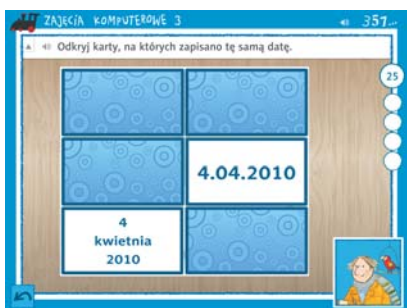 ZAJĘCIA KOMPUTEROWE 3
357...
Odkryj karty, na których zapisano tę samą datę.
25
4.04.2010
4
kwietnia
2010